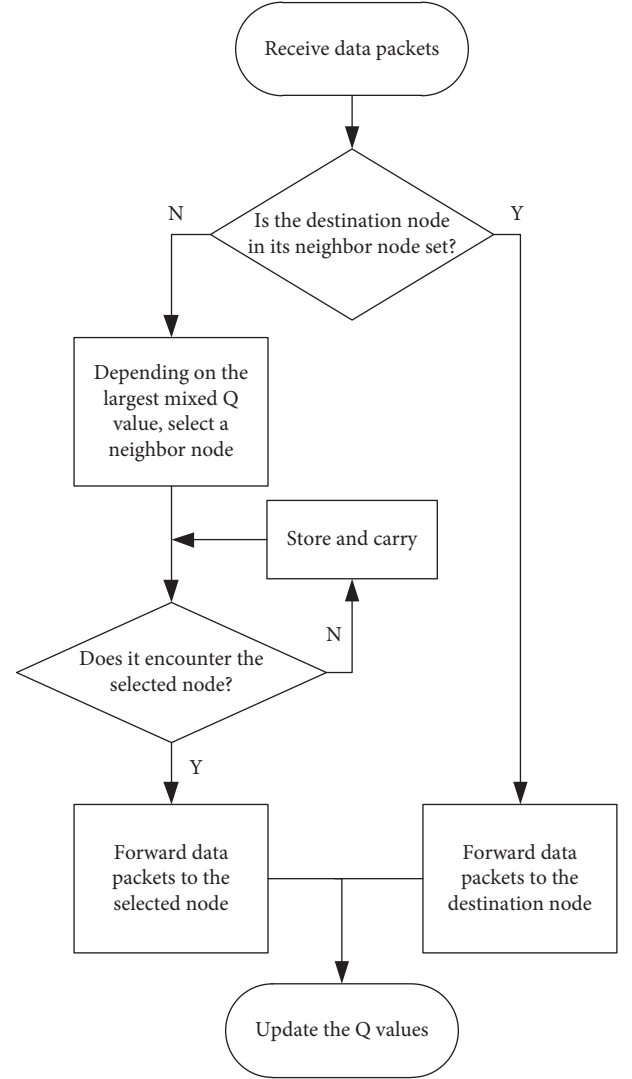 Receive data packets
Is the destination node
in its neighbor node set?
N
Y
Depending on the
largest mixed Q
value, select a
neighbor node
Store and carry
N
Does it encounter the
selected node?
Y
Forward data
packets to the
selected node
Forward data
packets to the
destination node
Update the Q values